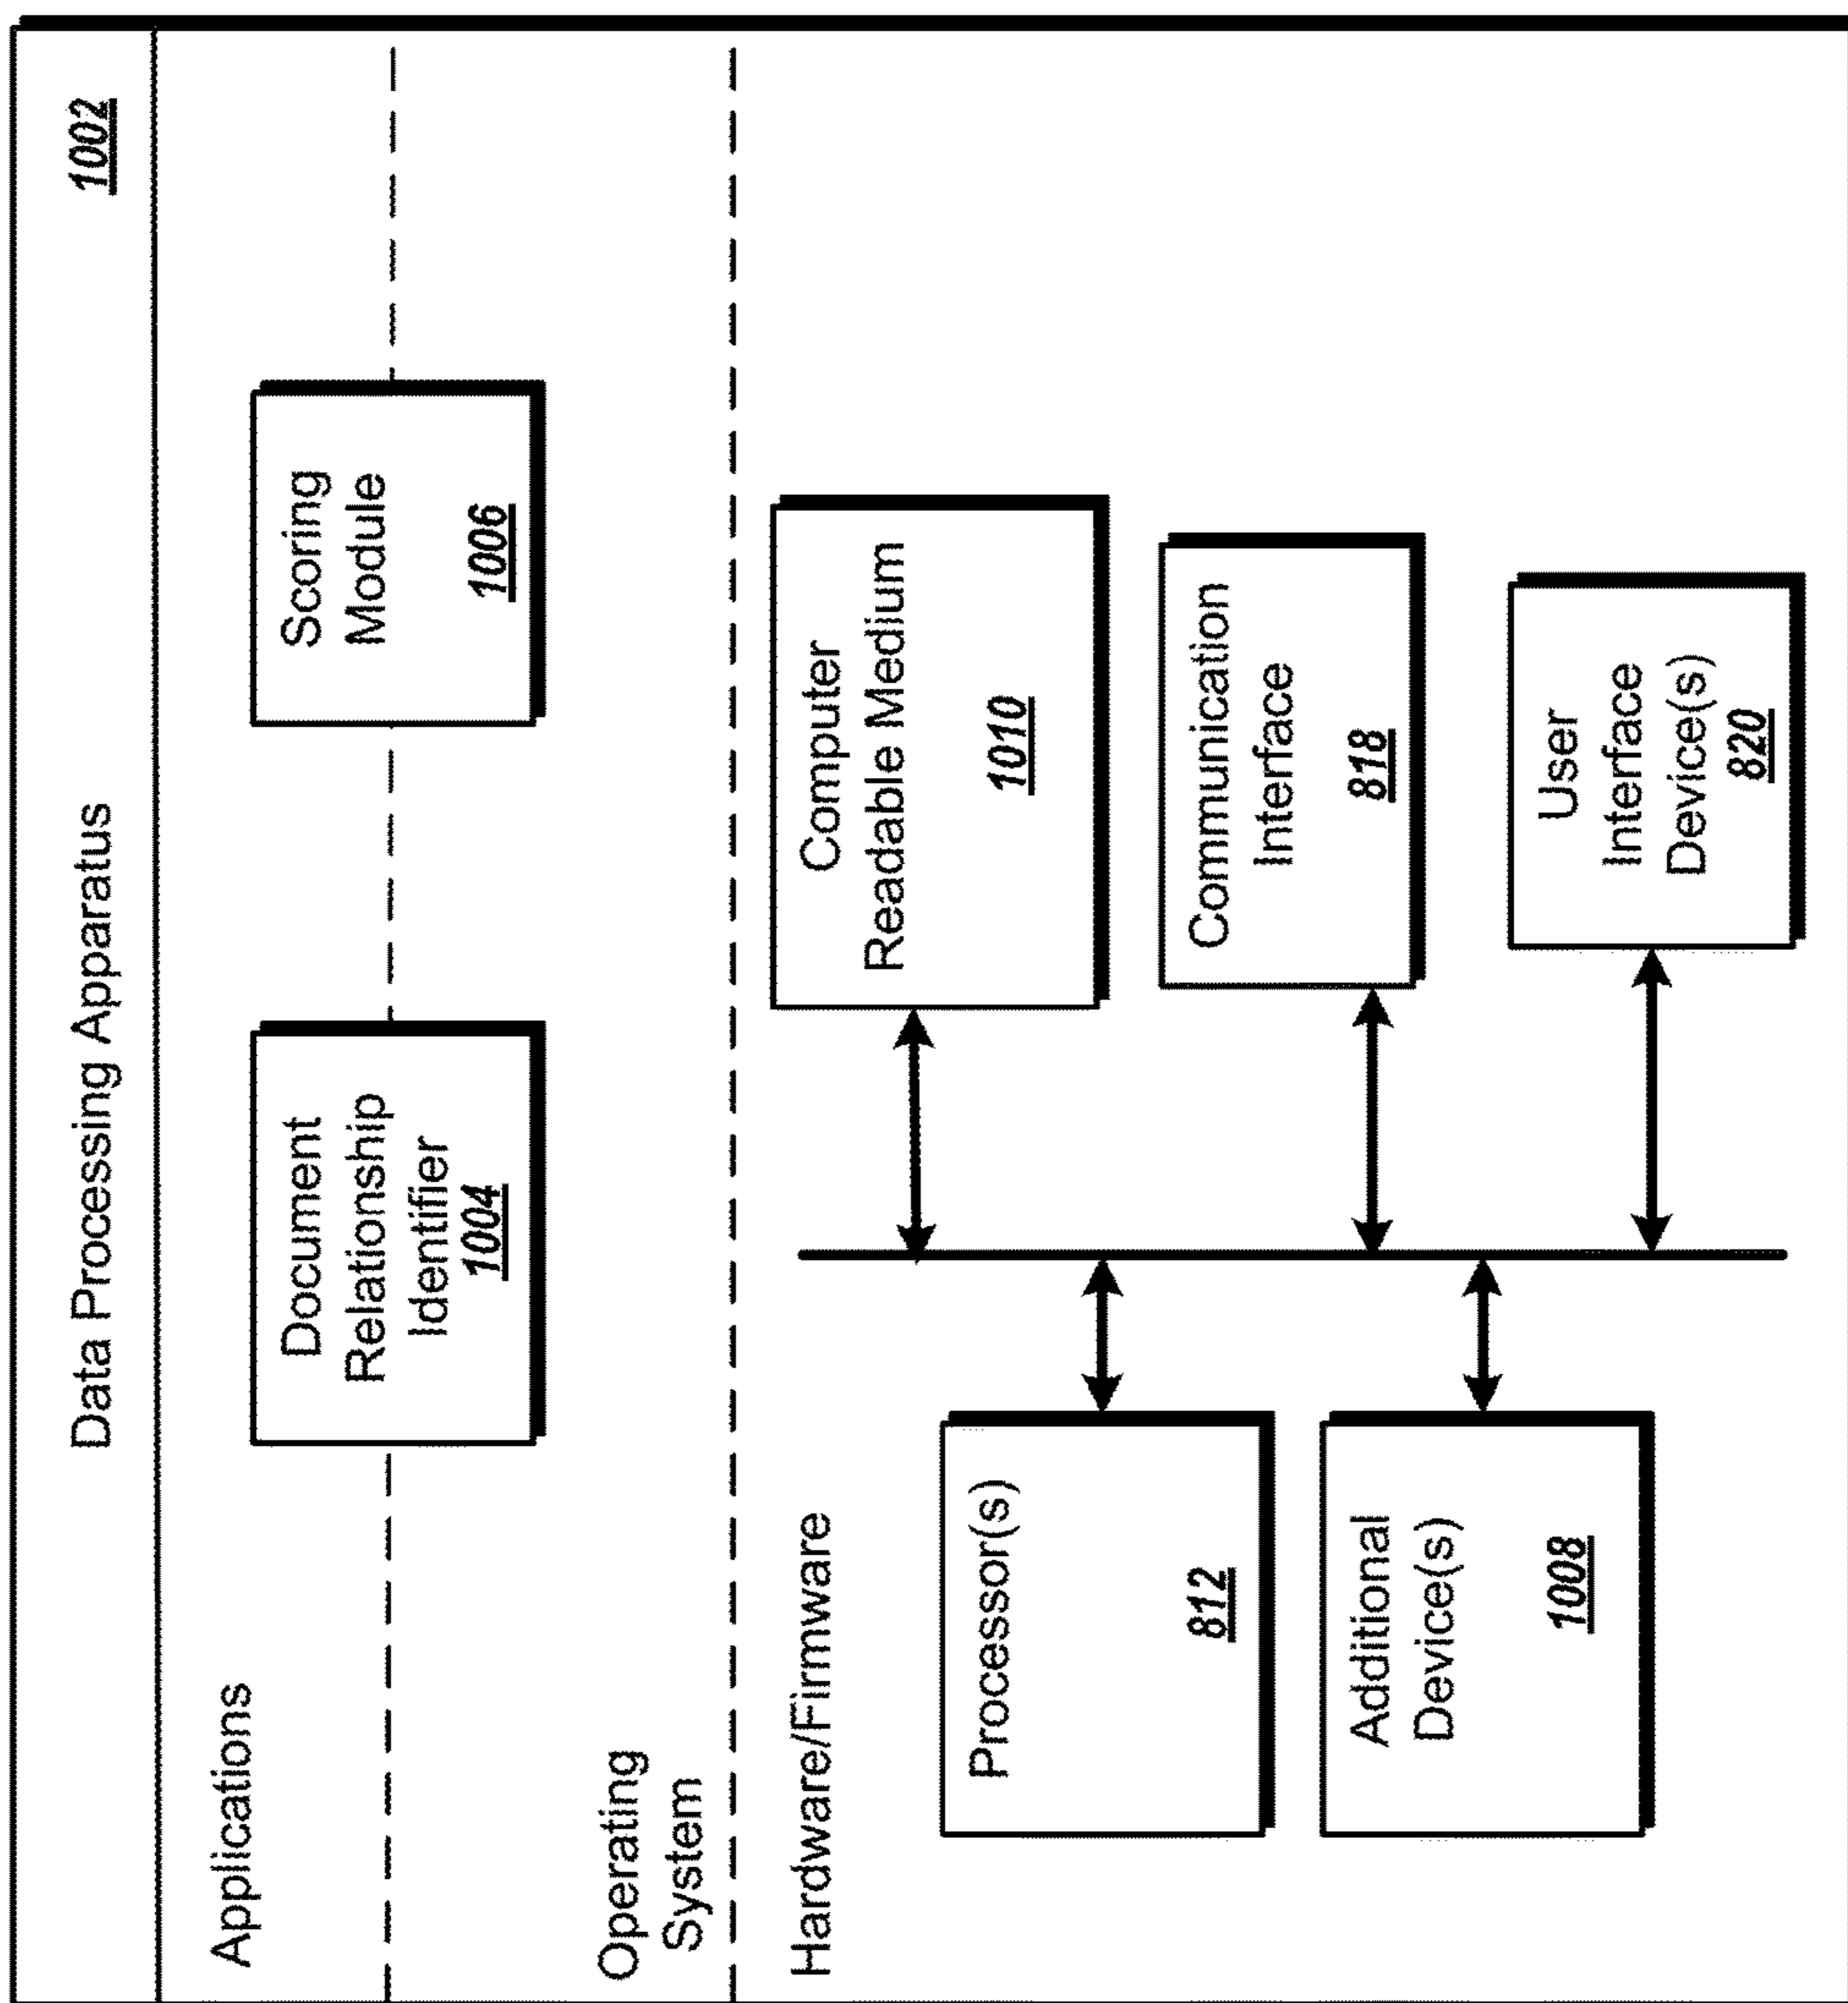 Data Processing Apparatus
1002
Applications
Document
Relationship
Identifier
1004
Scoring
Module
1006
Operating
System
Hardware/Firmware
Processor(s)
812
Additional
Device(s)
1008
Computer
Readable Medium
1010
Communication
Interface
818
User
Interface
Device(s)
820